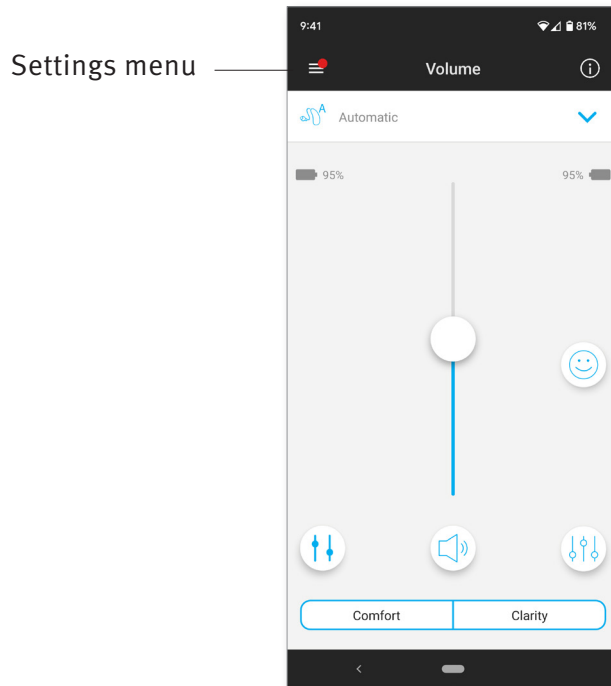 9:41
81%
Settings menu
Volume
A
Automatic
95%
95%
Comfort
Clarity